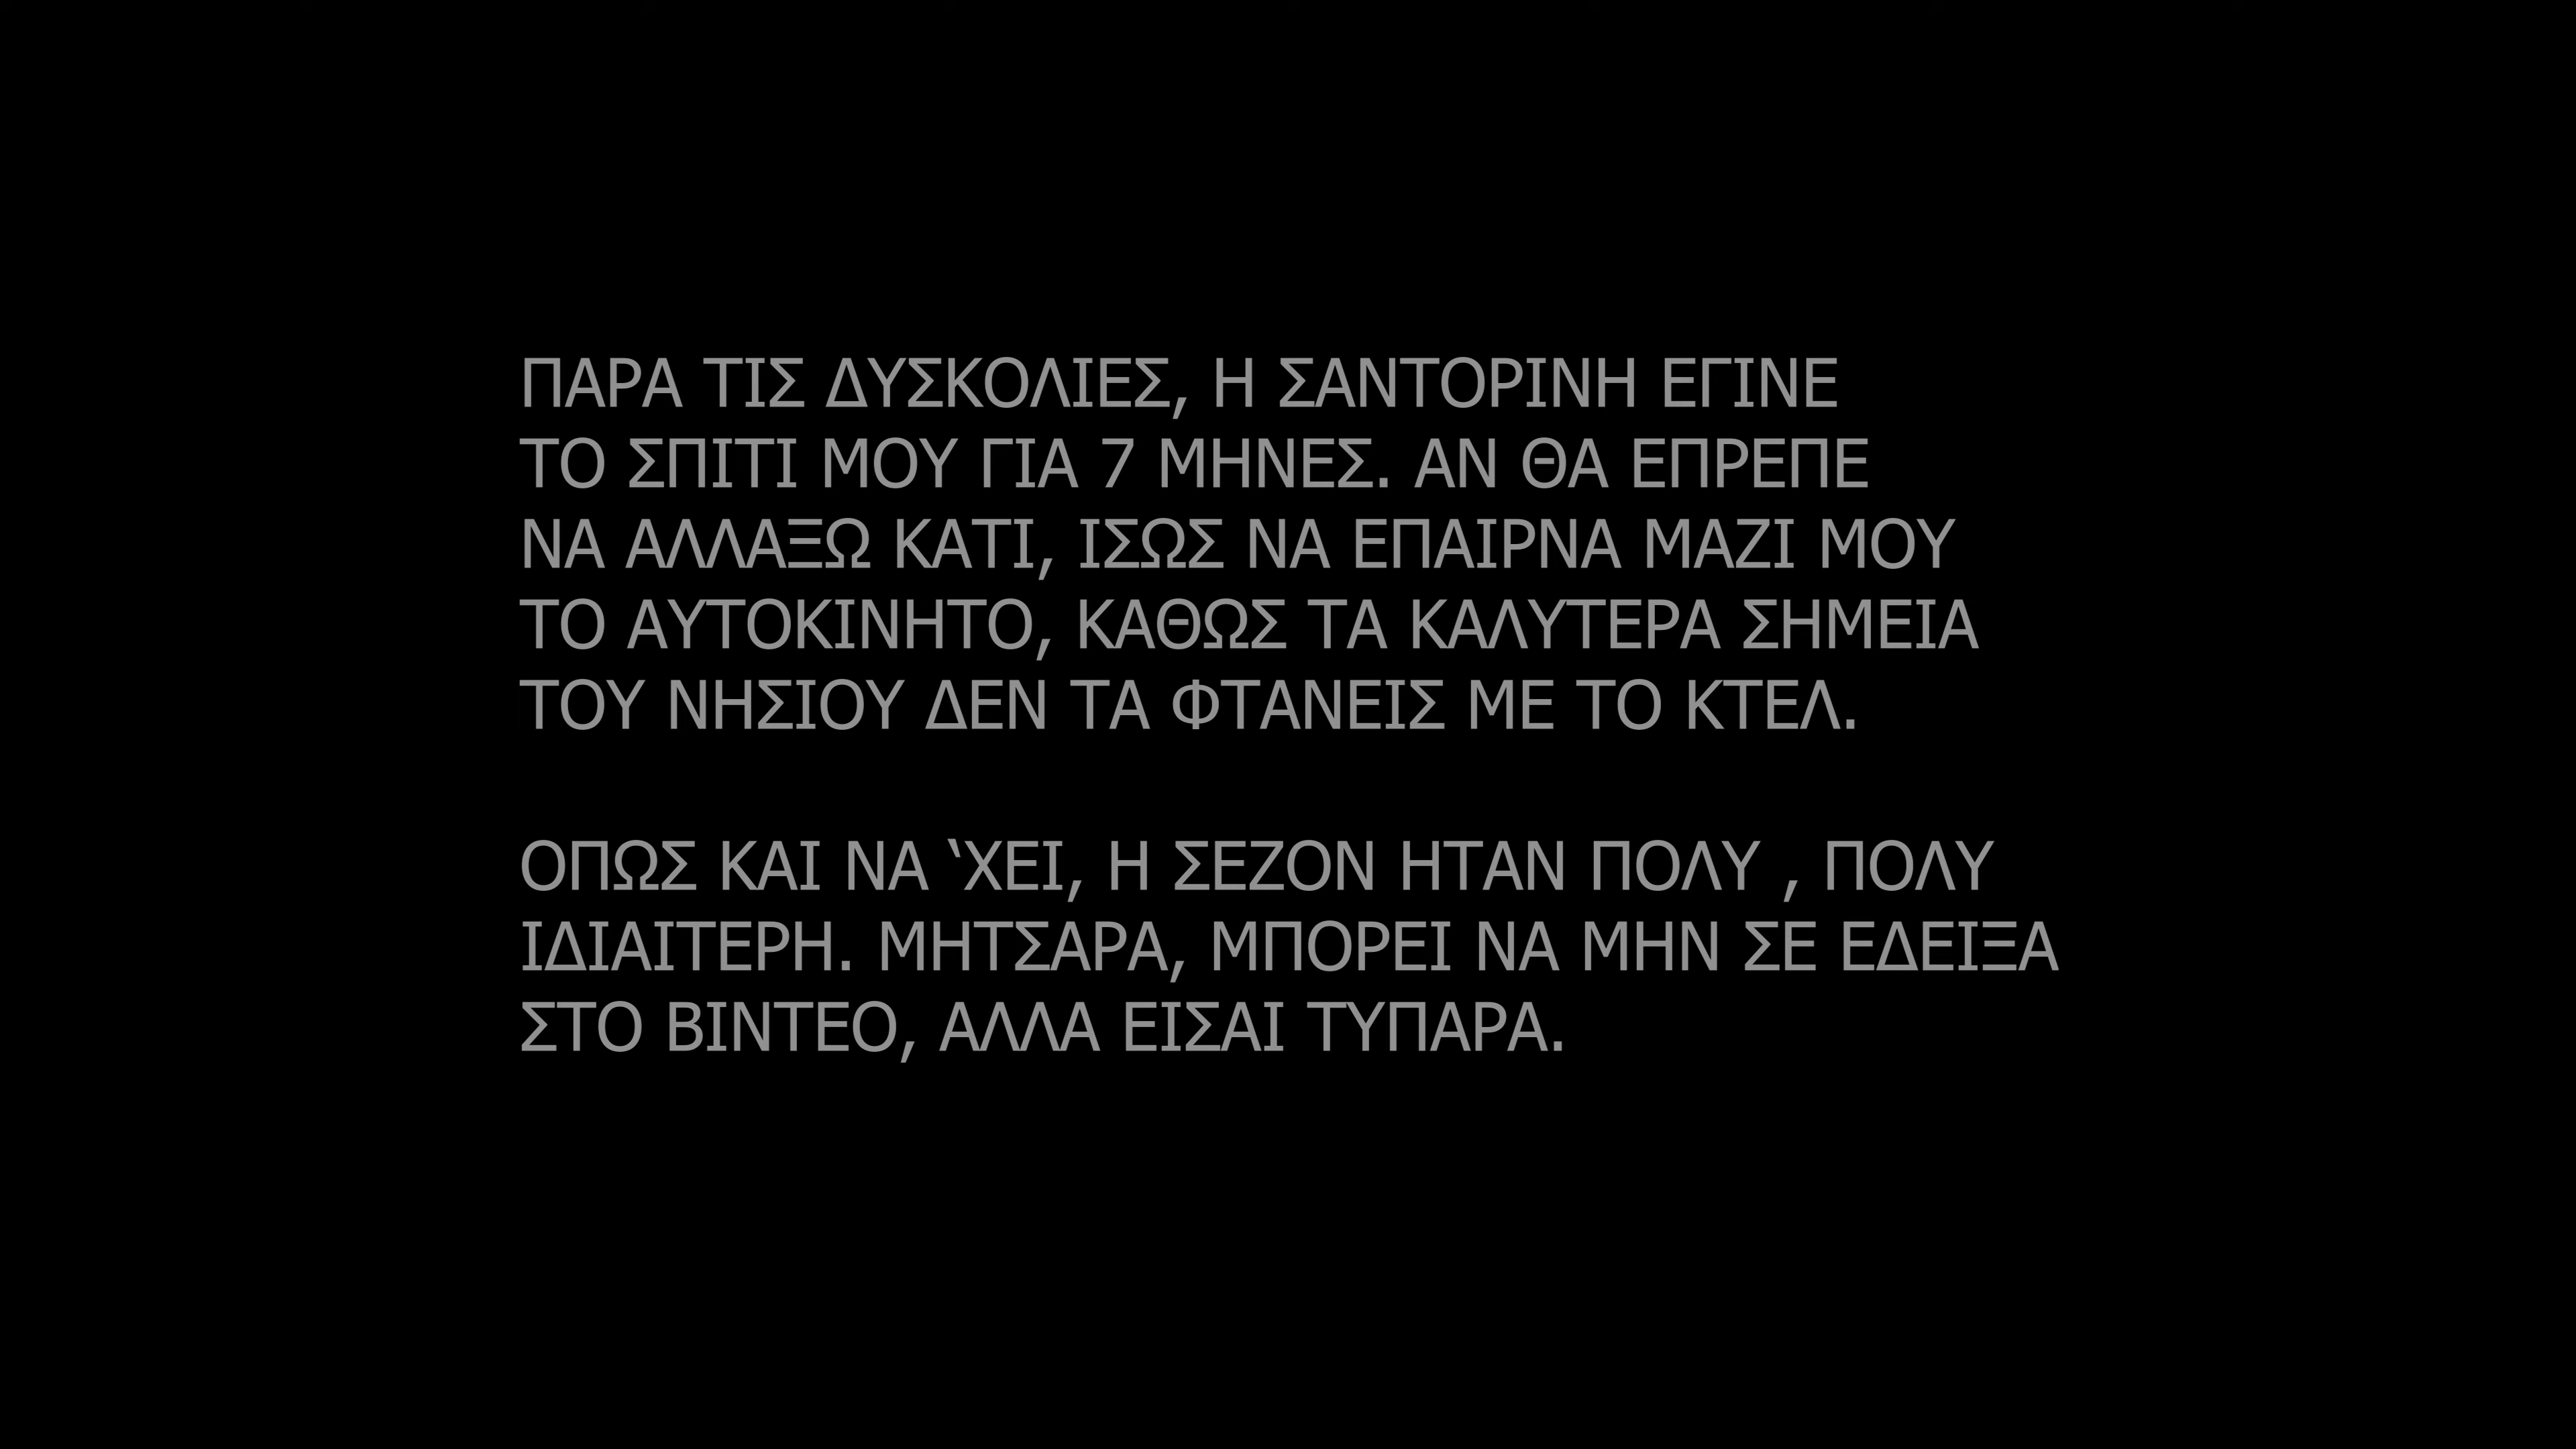 ΠΑΡΑ ΤΙΣ ΔΥΣΚΟΛΙΕΣ, Η ΣΑΝΤΟΡΙΝΗ ΕΓΙΝΕ
ΤΟ ΣΠΙΤΙ ΜΟΥ ΓΙΑ 7 ΜΗΝΕΣ. ΑΝ ΘΑ ΕΠΡΕΠΕ
ΝΑ ΑΛΛΑΞΩ ΚΑΤΙ, ΙΣΩΣ ΝΑ ΕΠΑΙΡΝΑ ΜΑΖΙ ΜΟΥ
ΤΟ ΑΥΤΟΚΙΝΗΤΟ, ΚΑΘΩΣ ΤΑ ΚΑΛΥΤΕΡΑ ΣΗΜΕΙΑ
ΤΟΥ ΝΗΣΙΟΥ ΔΕΝ ΤΑ ΦΤΑΝΕΙΣ ΜΕ ΤΟ ΚΤΕΛ.
ΟΠΩΣ ΚΑΙ ΝΑ ‛ΧΕΙ, Η ΣΕΖΟΝ ΗΤΑΝ ΠΟΛΥ , ΠΟΛΥ
ΙΔΙΑΙΤΕΡΗ. ΜΗΤΣΑΡΑ, ΜΠΟΡΕΙ ΝΑ ΜΗΝ ΣΕ ΕΔΕΙΞΑ
ΣΤΟ ΒΙΝΤΕΟ, ΑΛΛΑ ΕΙΣΑΙ ΤΥΠΑΡΑ.